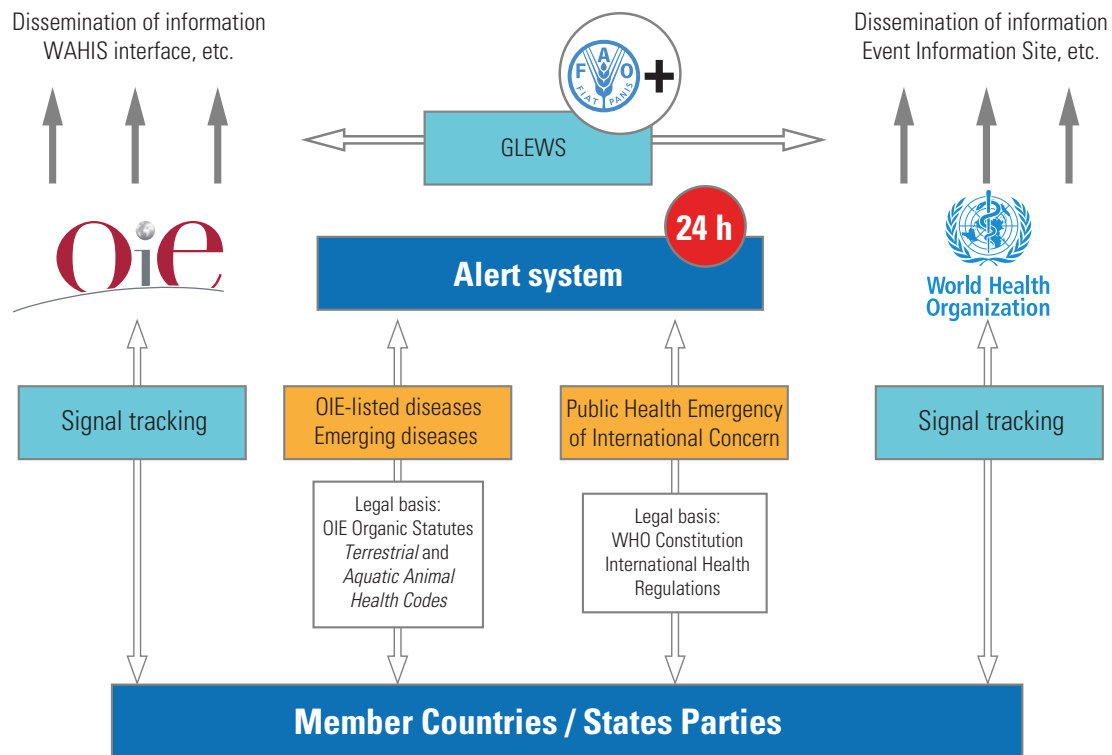 Dissemination of information
WAHIS interface, etc.
Dissemination of information
Event Information Site, etc.
F A O
FIAT PANIS
+
GLEWS
24 h
Alert system
OiE
World Health
Organization
Signal tracking
OIE-listed diseases
Emerging diseases
Public Health Emergency
of International Concern
Signal tracking
Legal basis:
OIE Organic Statutes
Terrestrial and
Aquatic Animal
Health Codes
Legal basis:
WHO Constitution
International Health
Regulations
Member Countries / States Parties